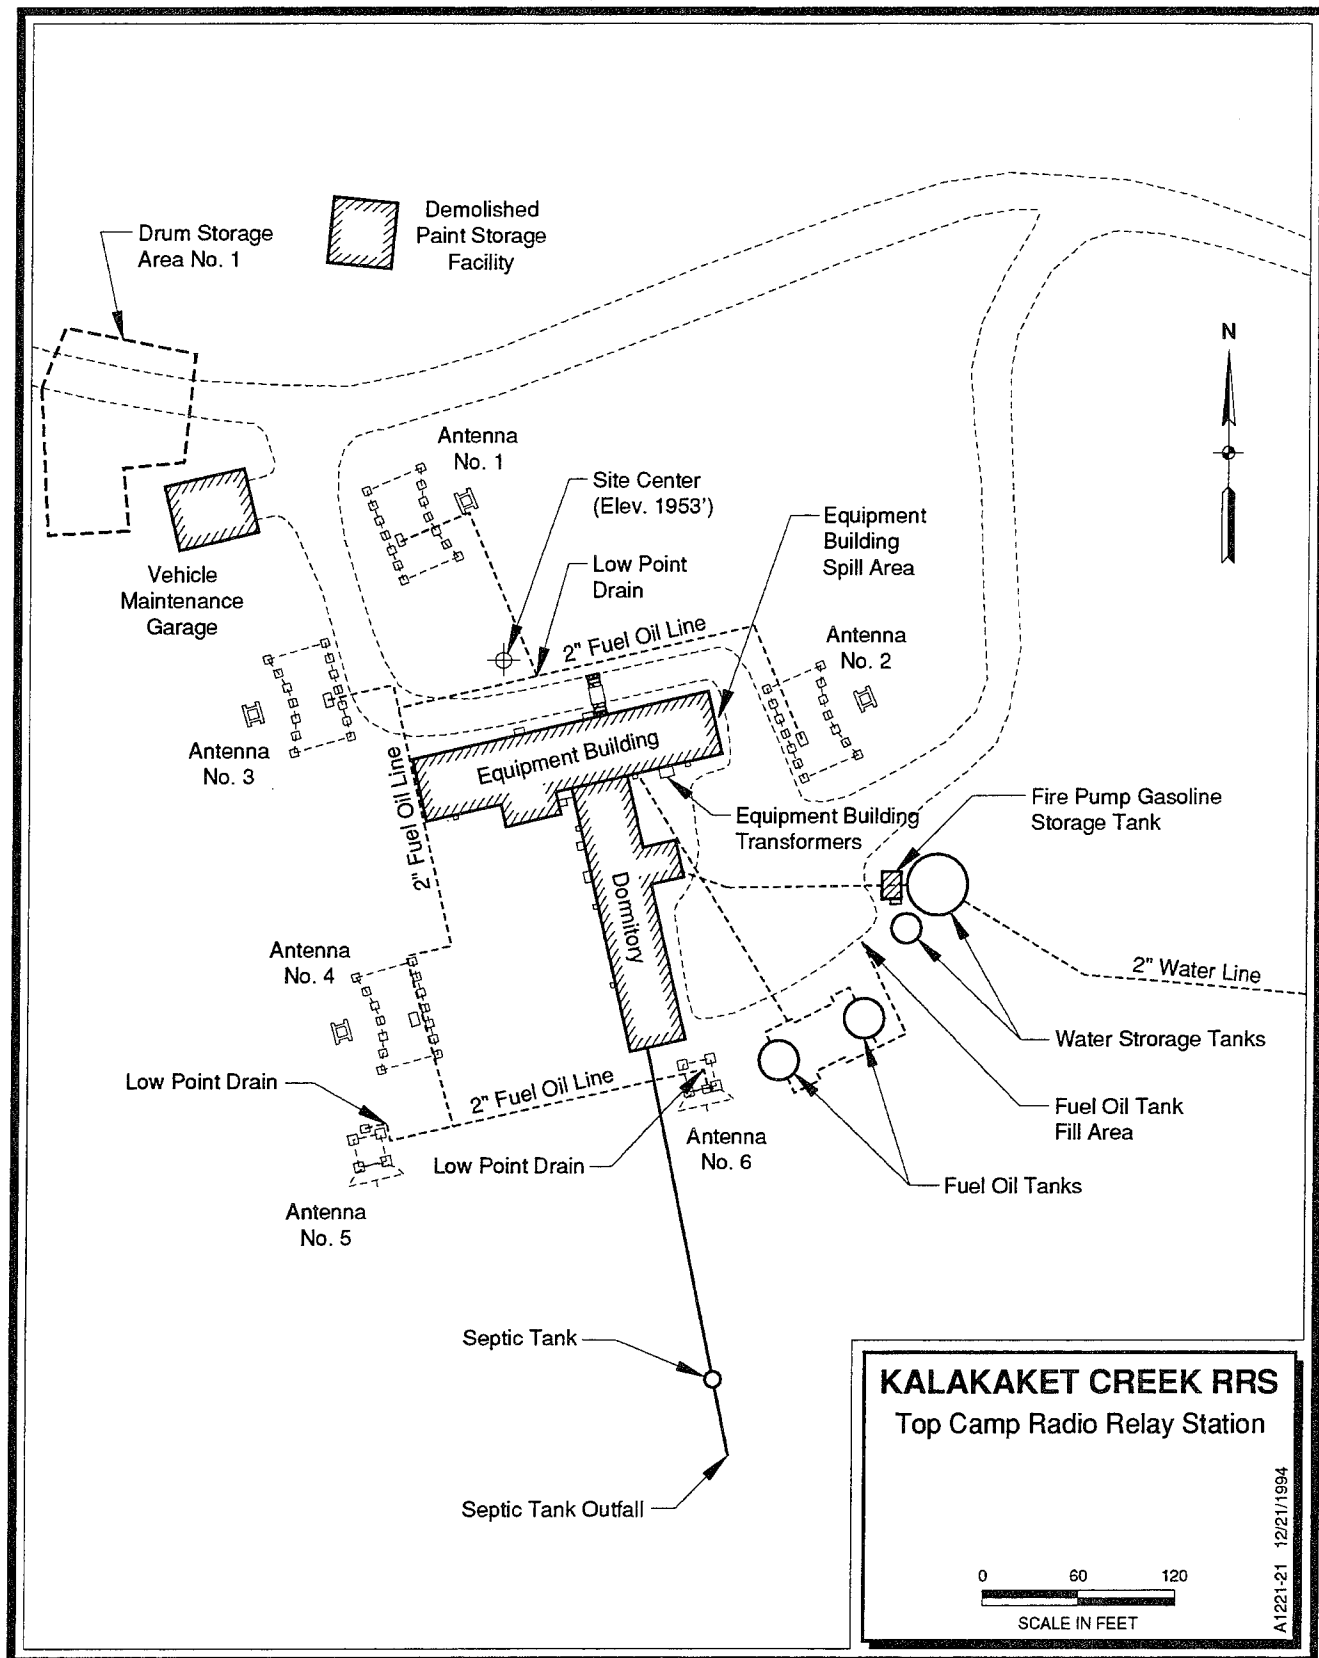 Demolished
Paint Storage
Facility
Drum Storage
Area No. 1
N
Antenna
No. 1
Site Center
(Elev. 1953')
Equipment
Building
Spill Area
Low Point
Drain
Vehicle
Maintenance
Garage
2" Fuel Oil Line
Antenna
No. 2
Antenna
No. 3
Equipment Building
2" Fuel Oil Line
Equipment Building
Transformers
Fire Pump Gasoline
Storage Tank
Dormitory
Antenna
No. 4
2" Water Line
Water Strorage Tanks
Low Point Drain
2" Fuel Oil Line
Fuel Oil Tank
Fill Area
Antenna
No. 6
Low Point Drain
Fuel Oil Tanks
Antenna
No. 5
Septic Tank
Septic Tank Outfall
KALAKAKET CREEK RRS
Top Camp Radio Relay Station
0 60 120
SCALE IN FEET
A1221-21 12/21/1994